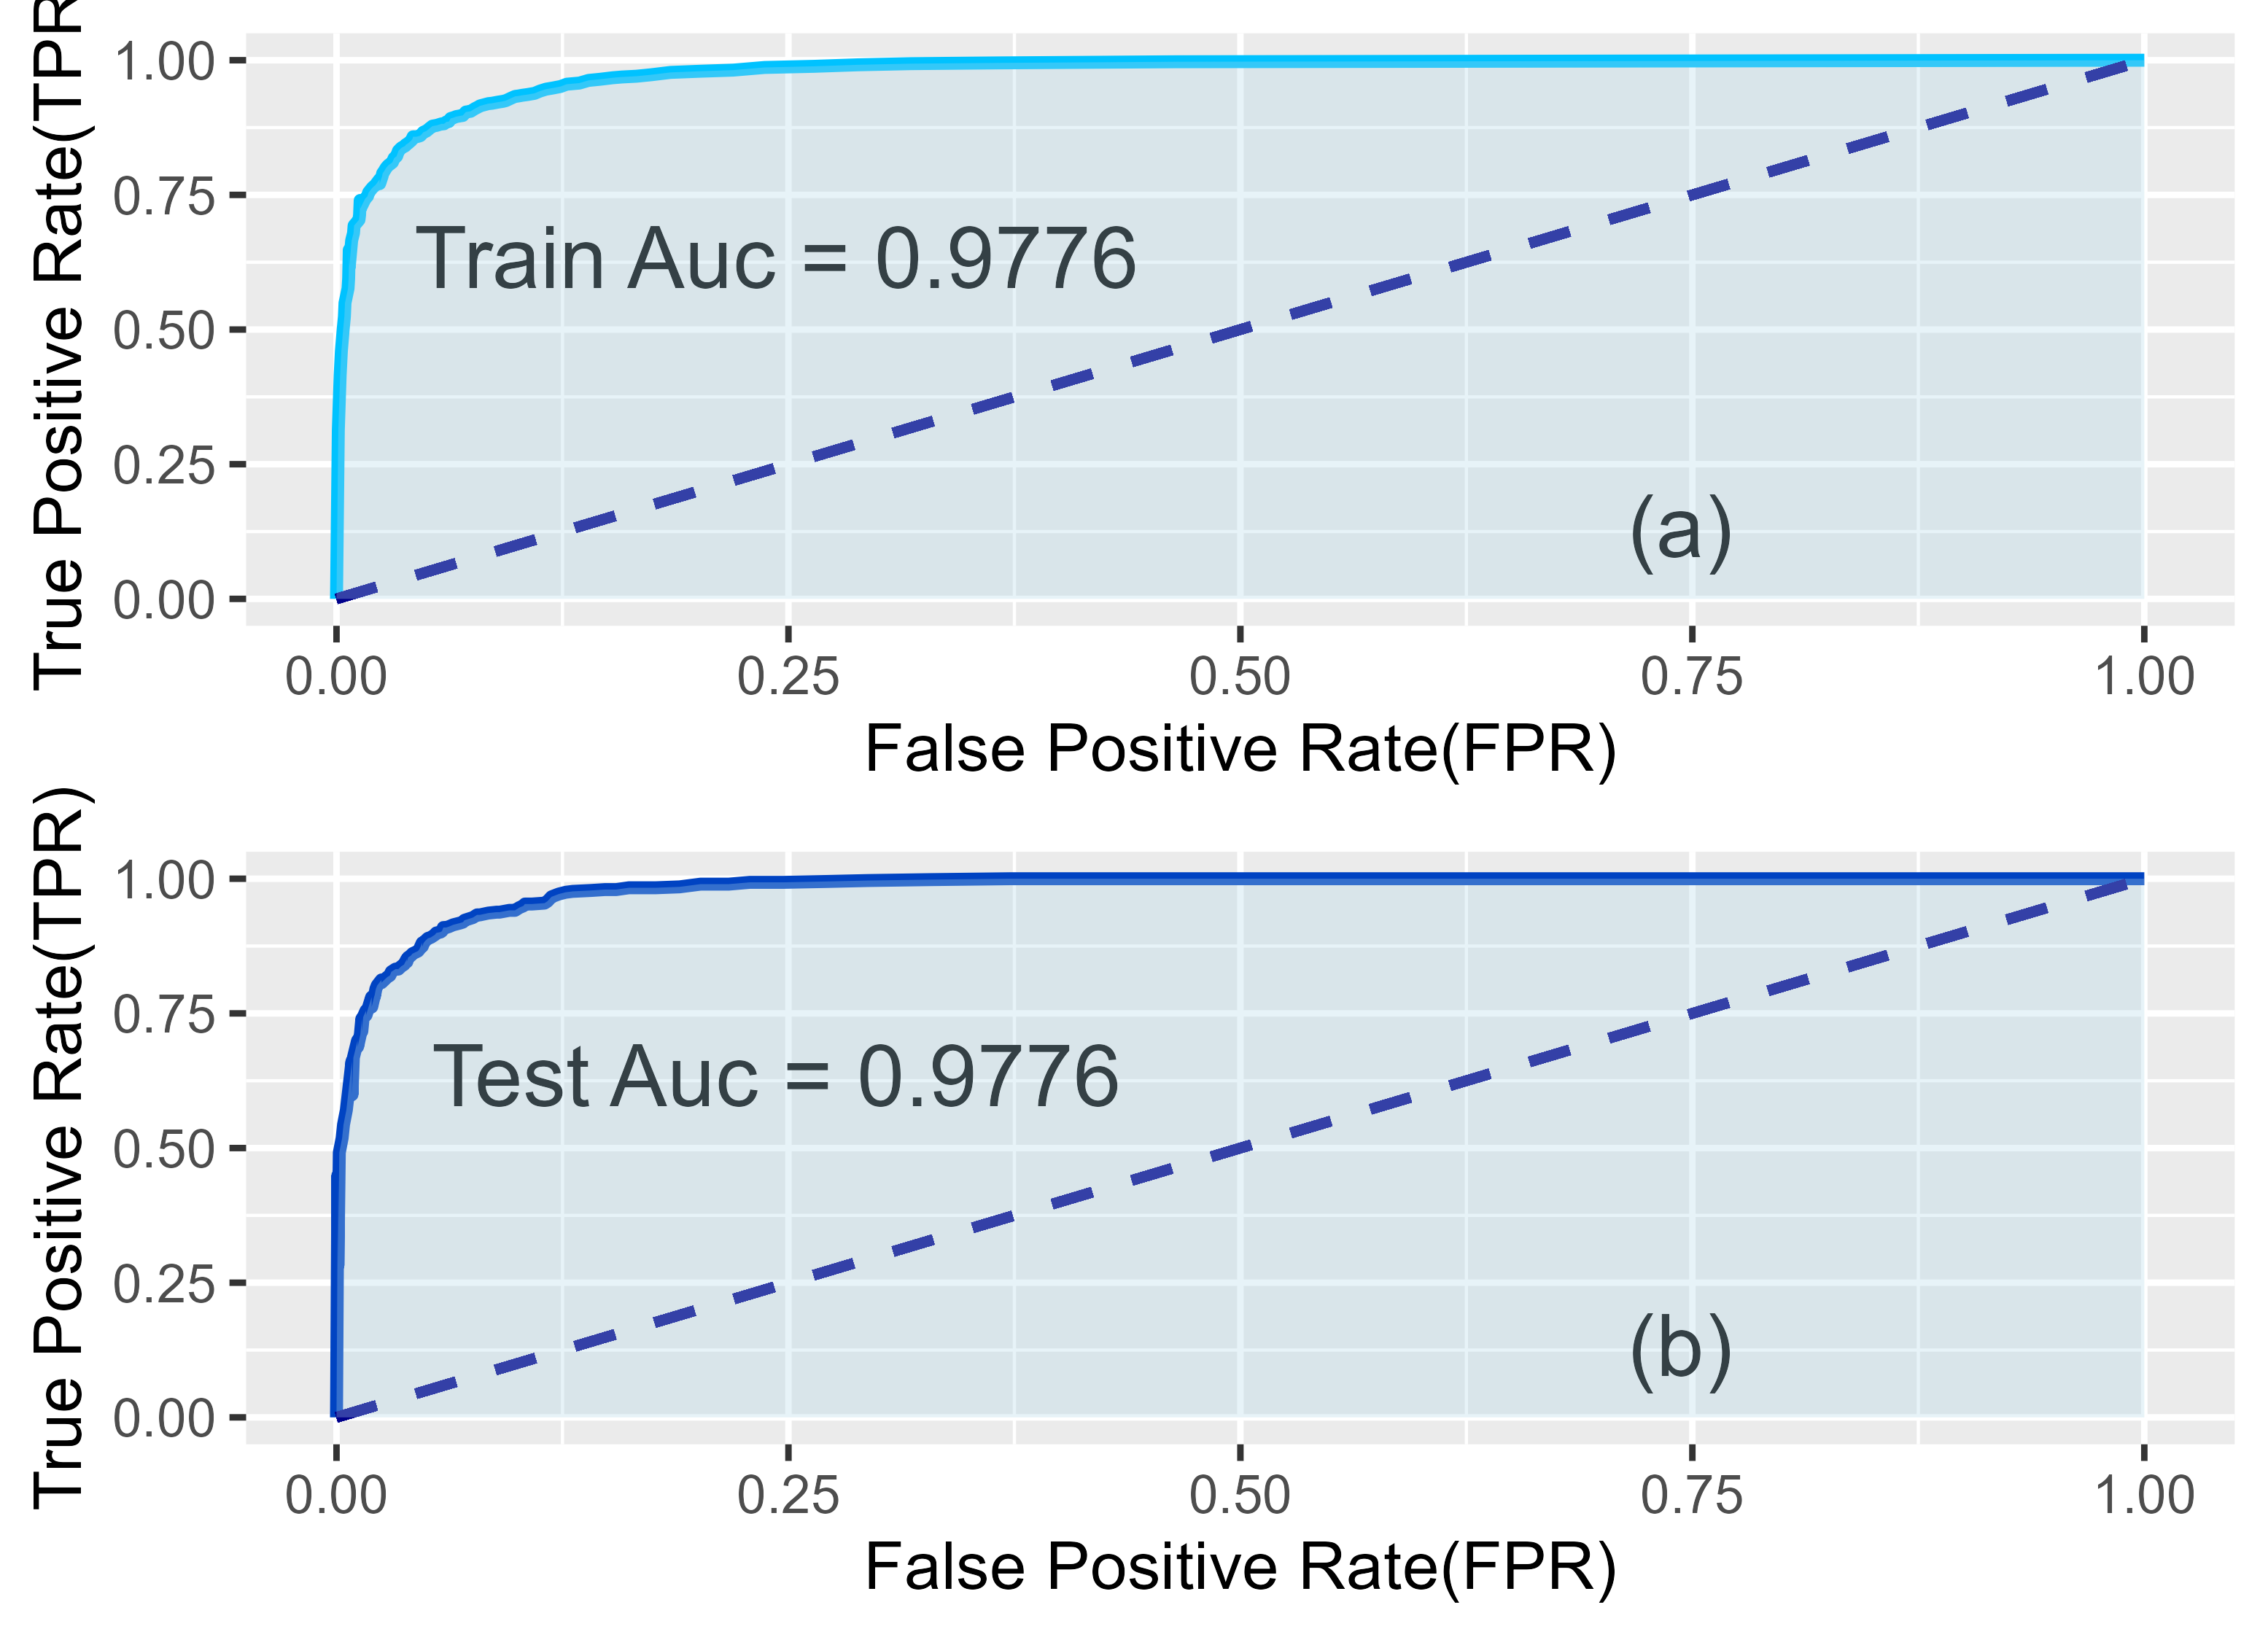 True Positive Rate(TPR
1.00
0.75
0.50
0.25
0.00
Train Auc = 0.9776
(a)
0.00 0.25 0.50 0.75 1.00
False Positive Rate(FPR)
True Positive Rate(TPR)
1.00
0.75
0.50
0.25
0.00
Test Auc = 0.9776
(b)
0.00 0.25 0.50 0.75 1.00
False Positive Rate(FPR)